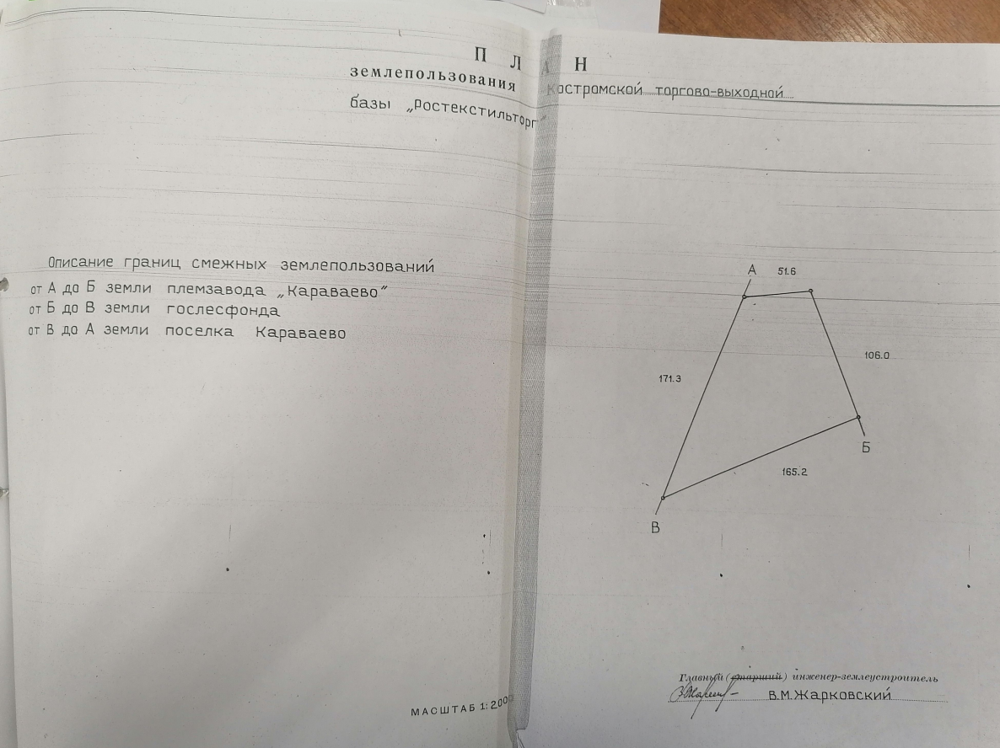 ПЛАН
землепользования Костромской торгово-выходной
базы „Ростекстильторг"
Описание границ смежных землепользований
от А до Б земли племзавода „Караваево"
от Б до В земли гослесфонда
от В до А земли поселка Караваево
А 51.6
106.0
171.3
Б
165.2
В
МАСШТАБ 1:2000
Главный (старший) инженер-землеустроитель
В.М.Жарковский